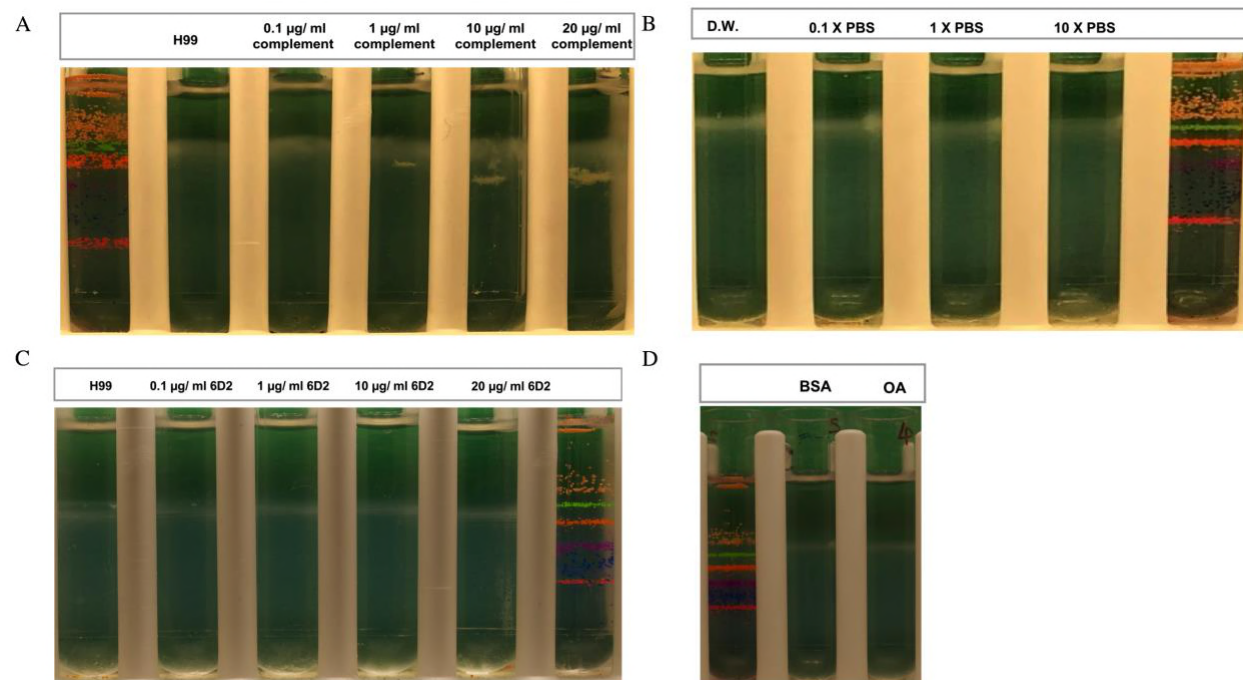 A
H99
0.1 µg/ ml
complement
1 µg/ ml
complement
10 µg/ ml
complement
20 µg/ ml
complement
B
D.W.
0.1 X PBS
1 X PBS
10 X PBS
C
H99
0.1 µg/ ml 6D2
1 µg/ ml 6D2
10 µg/ ml 6D2
20 µg/ ml 6D2
D
BSA
OA
S
S
4